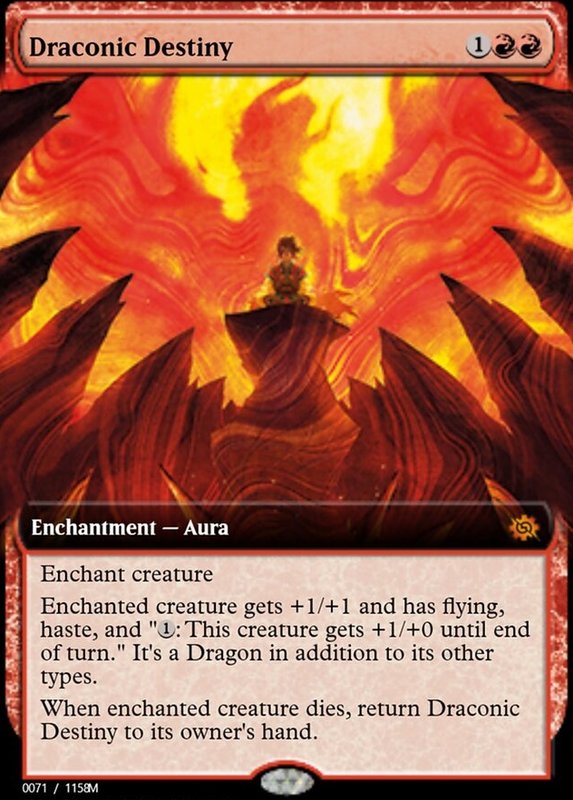 Draconic Destiny 1
Enchantment — Aura
Enchant creature
Enchanted creature gets +1/+1 and has flying,
haste, and "1: This creature gets +1/+0 until end
of turn." It's a Dragon in addition to its other
types.
When enchanted creature dies, return Draconic
Destiny to its owner's hand.
0071 / 1158M